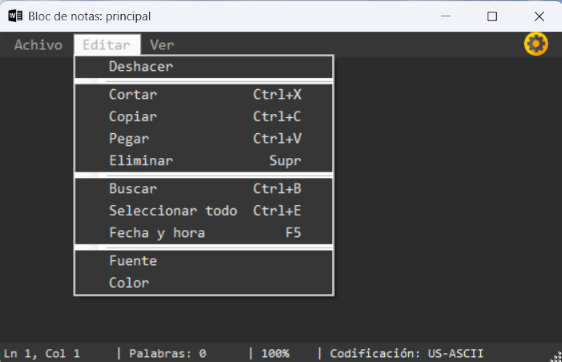 Bloc de notas: principal
Achivo Editar Ver
Deshacer
Cortar Ctrl+X
Copiar Ctrl+C
Pegar Ctrl+V
Eliminar Supr
Buscar Ctrl+B
Seleccionar todo Ctrl+E
Fecha y hora F5
Fuente
Color
Ln 1, Col 1 | Palabras: 0 | 100% | Codificación: US-ASCII